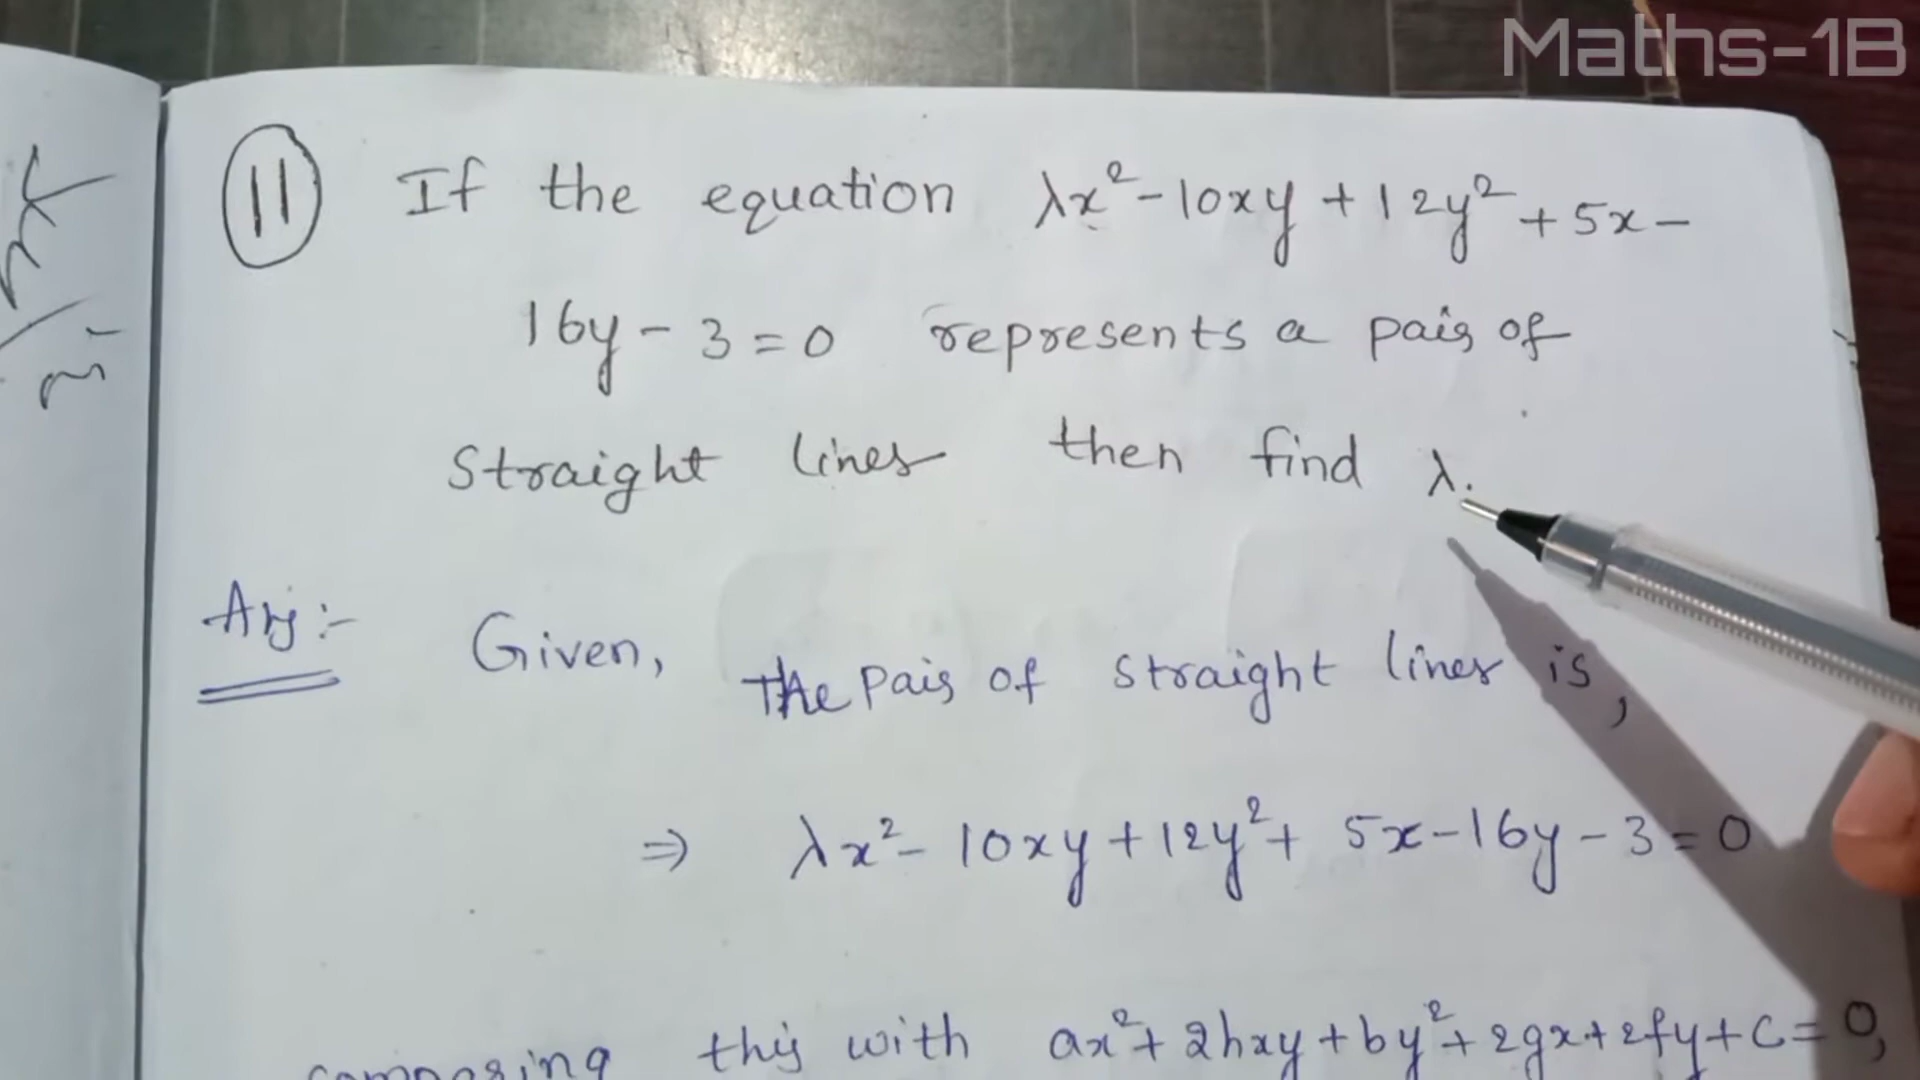 Maths-1B
11 If the equation λx² - 10xy + 12y² + 5x -
16y - 3 = 0 represents a pair of
straight lines then find λ.
Ans :- Given, The pair of straight lines is,
⇒ λx² - 10xy + 12y² + 5x - 16y - 3 = 0
comparing this with ax² + 2hxy + by² + 2gx + 2fy + c = 0,